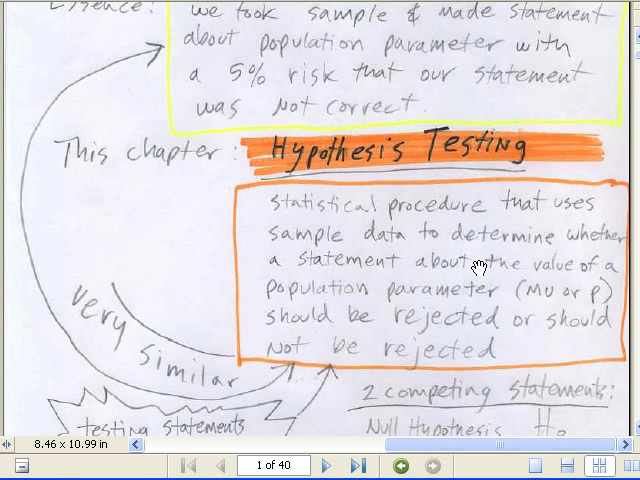 we took sample & made statement
about population parameter with
a 5% risk that our statement
was Not correct.
This chapter: Hypothesis Testing
Statistical procedure that uses
sample data to determine whether
a statement about the value of a
population parameter (Mu or p)
should be rejected or should
Not be rejected
Very Similar
2 competing statements:
testing statements
Null Hypothesis Ho
8.46 x 10.99 in
1 of 40